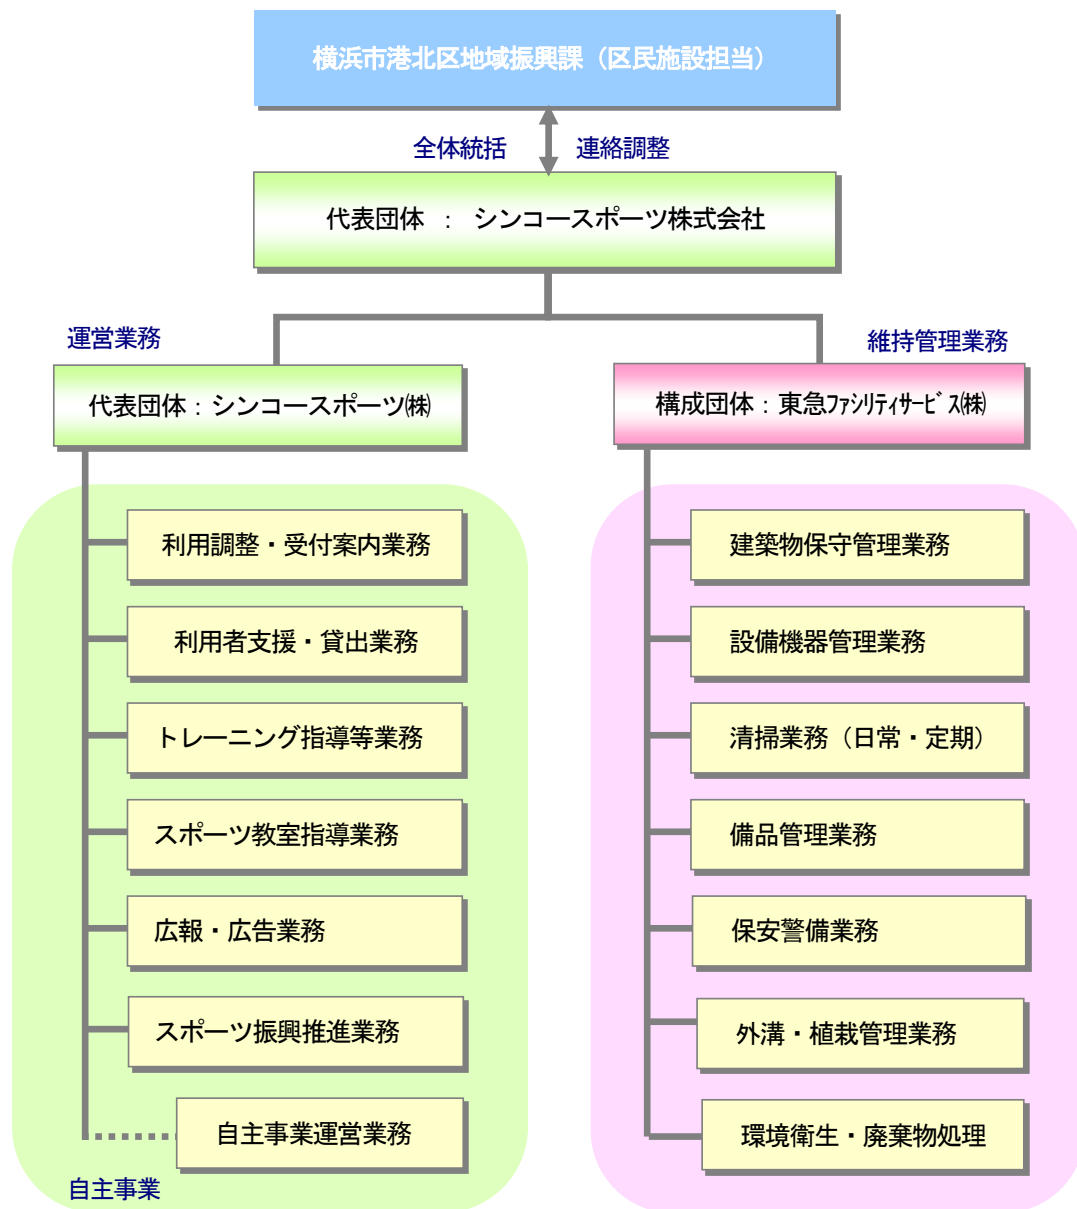 横浜市港北区地域振興課（区民施設担当）
全体統括　連絡調整
代表団体 ： シンコースポーツ株式会社
運営業務
代表団体：シンコースポーツ㈱
利用調整・受付案内業務
利用者支援・貸出業務
トレーニング指導等業務
スポーツ教室指導業務
広報・広告業務
スポーツ振興推進業務
自主事業運営業務
自主事業
維持管理業務
構成団体：東急ﾌｧｼﾘﾃｨｻｰﾋﾞｽ㈱
建築物保守管理業務
設備機器管理業務
清掃業務（日常・定期）
備品管理業務
保安警備業務
外溝・植栽管理業務
環境衛生・廃棄物処理